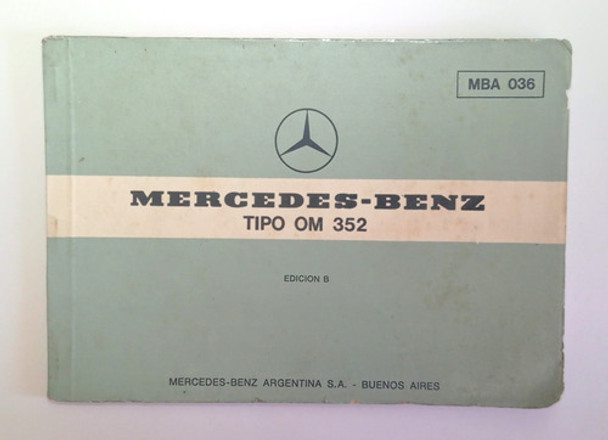 MBA 036
MERCEDES-BENZ
TIPO OM 352
EDICION B
MERCEDES-BENZ ARGENTINA S.A. - BUENOS AIRES